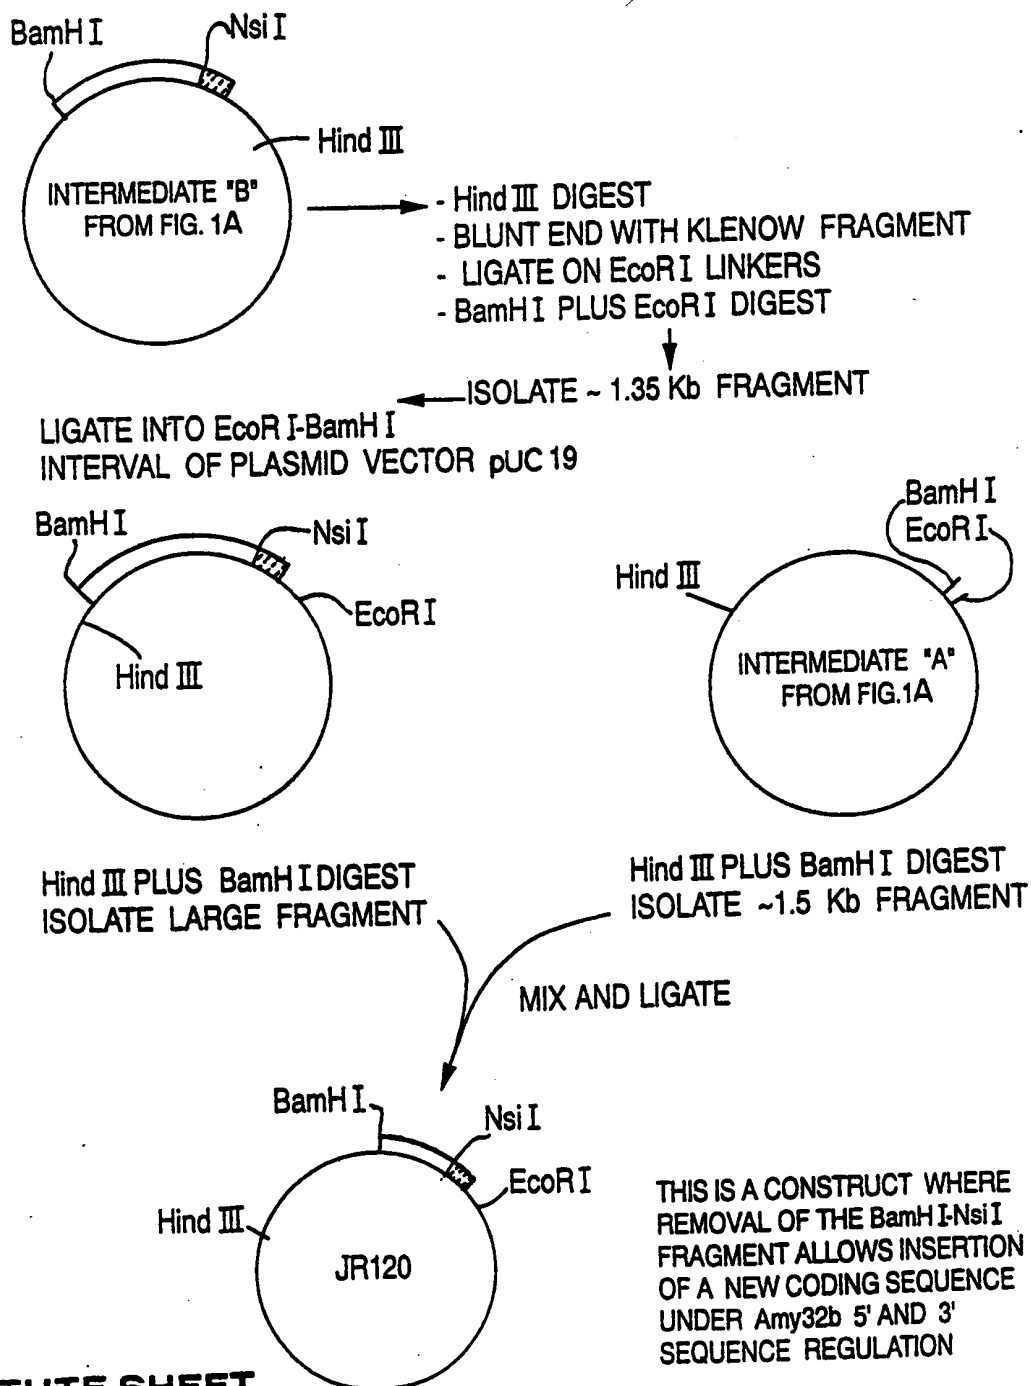 BamH I
Nsi I
Hind III
INTERMEDIATE "B"
FROM FIG. 1A
- Hind III DIGEST
- BLUNT END WITH KLENOW FRAGMENT
- LIGATE ON EcoR I LINKERS
- BamH I PLUS EcoR I DIGEST
ISOLATE ~ 1.35 Kb FRAGMENT
LIGATE INTO EcoR I-BamH I
INTERVAL OF PLASMID VECTOR pUC 19
BamH I
Nsi I
EcoR I
Hind III
BamH I
EcoR I
Hind III
INTERMEDIATE "A"
FROM FIG.1A
Hind III PLUS BamH I DIGEST
ISOLATE LARGE FRAGMENT
Hind III PLUS BamH I DIGEST
ISOLATE ~1.5 Kb FRAGMENT
MIX AND LIGATE
BamH I
Nsi I
EcoR I
Hind III
JR120
THIS IS A CONSTRUCT WHERE
REMOVAL OF THE BamH I-Nsi I
FRAGMENT ALLOWS INSERTION
OF A NEW CODING SEQUENCE
UNDER Amy32b 5' AND 3'
SEQUENCE REGULATION
SHEET